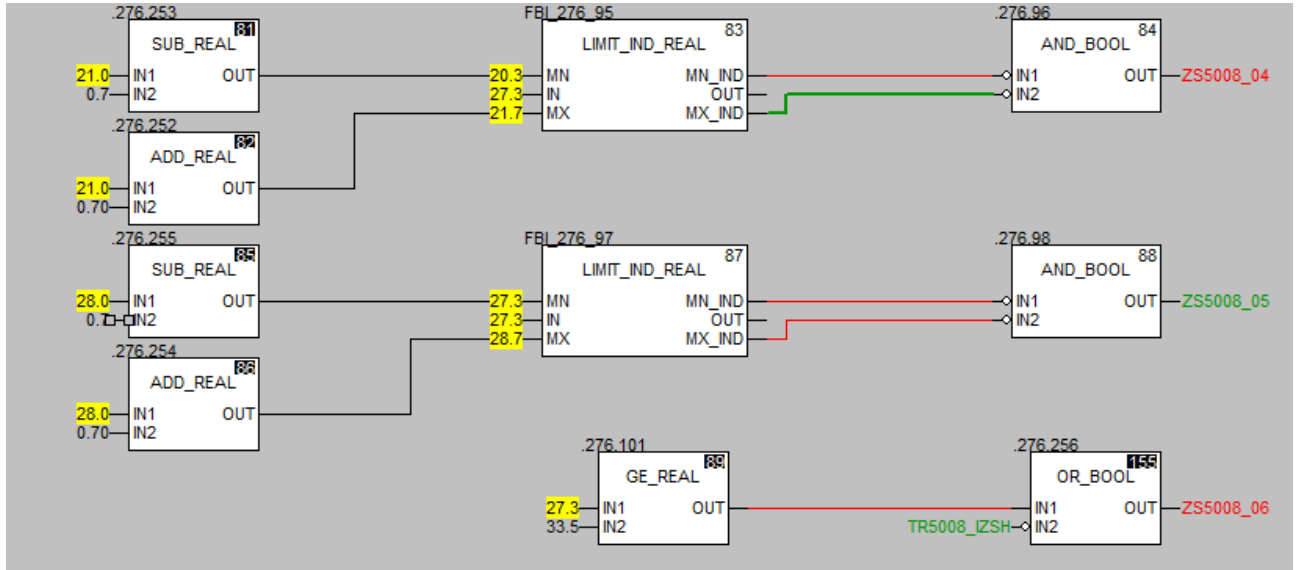 .276.253 FBI_276_95 .276.96
81 83 84
SUB_REAL LIMIT_IND_REAL AND_BOOL
21.0 IN1 OUT 20.3 MN MN_IND IN1 OUT ZS5008_04
0.7 IN2 27.3 IN OUT IN2
21.7 MX MX_IND
.276.252
82
ADD_REAL
21.0 IN1 OUT
0.70 IN2
.276.255 FBI_276_97 .276.98
85 87 88
SUB_REAL LIMIT_IND_REAL AND_BOOL
28.0 IN1 OUT 27.3 MN MN_IND IN1 OUT ZS5008_05
IN2 27.3 IN OUT IN2
28.7 MX MX_IND
.276.254
86
ADD_REAL
28.0 IN1 OUT
0.70 IN2
.276.101 .276.256
89 155
GE_REAL OR_BOOL
27.3 IN1 OUT IN1 OUT ZS5008_06
33.5 IN2 TR5008_IZSH IN2